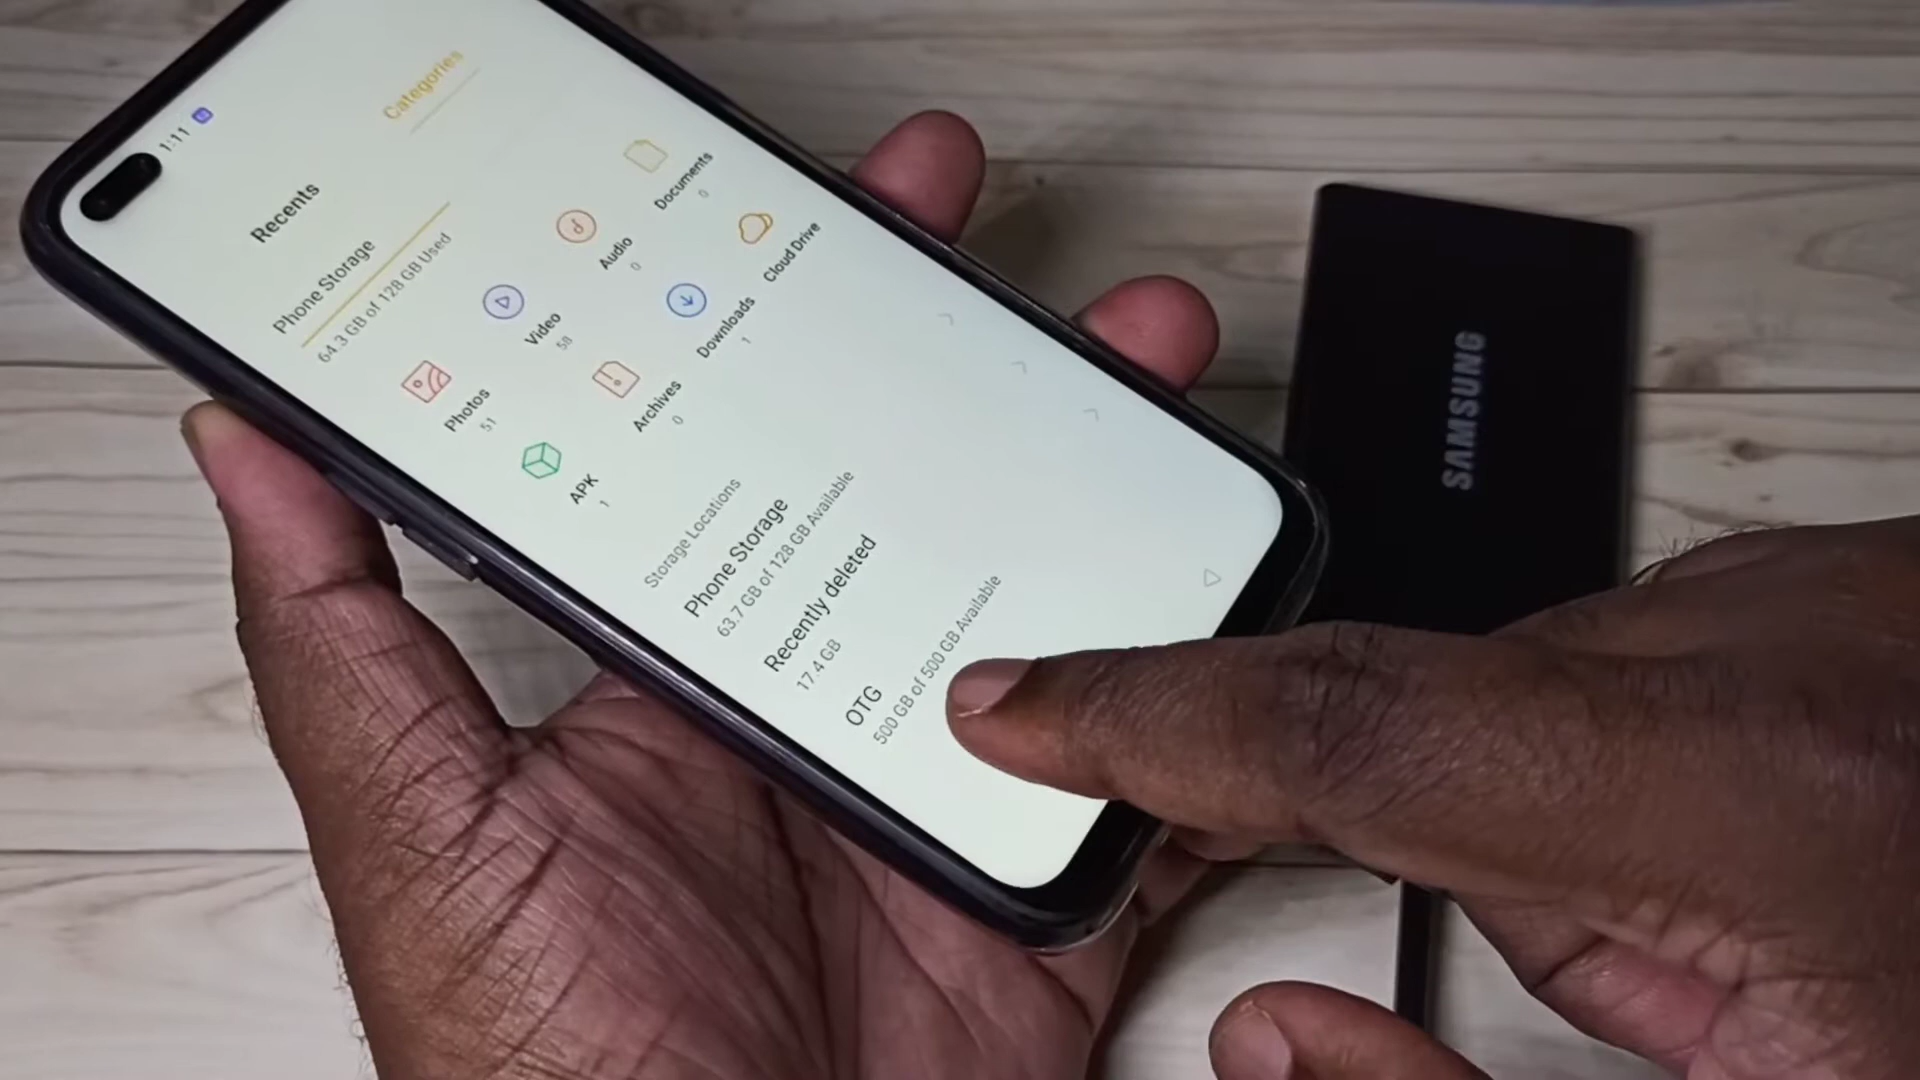 1:11
Recents
Categories
Phone Storage
64.3 GB of 128 GB Used
Photos
51
Video
58
Audio
0
Documents
0
APK
1
Archives
0
Downloads
1
Cloud Drive
Storage Locations
Phone Storage
63.7 GB of 128 GB Available
Recently deleted
17.4 GB
OTG
500 GB of 500 GB Available
SAMSUNG